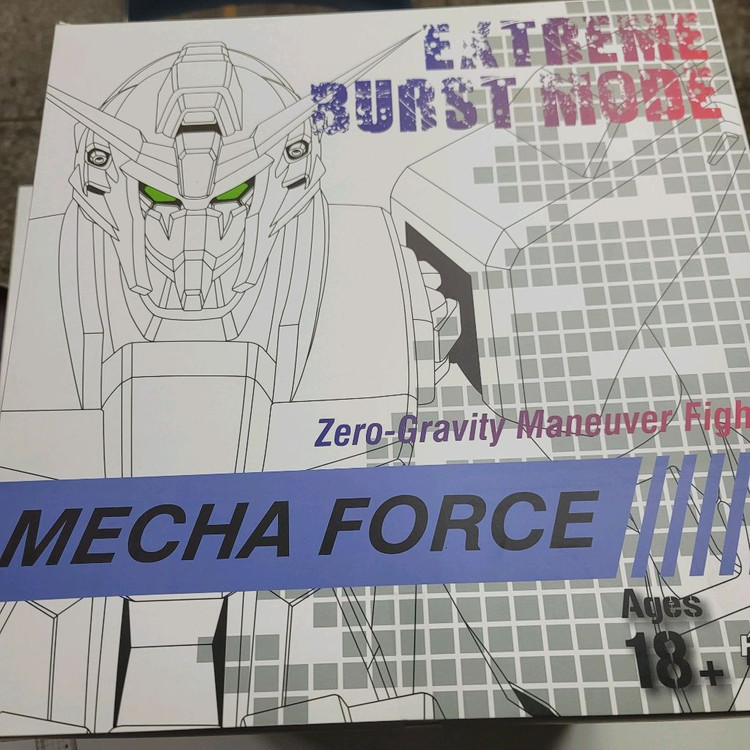 EXTREME
BURST MODE
Zero-Gravity Maneuver Figh
MECHA FORCE
Ages
18+